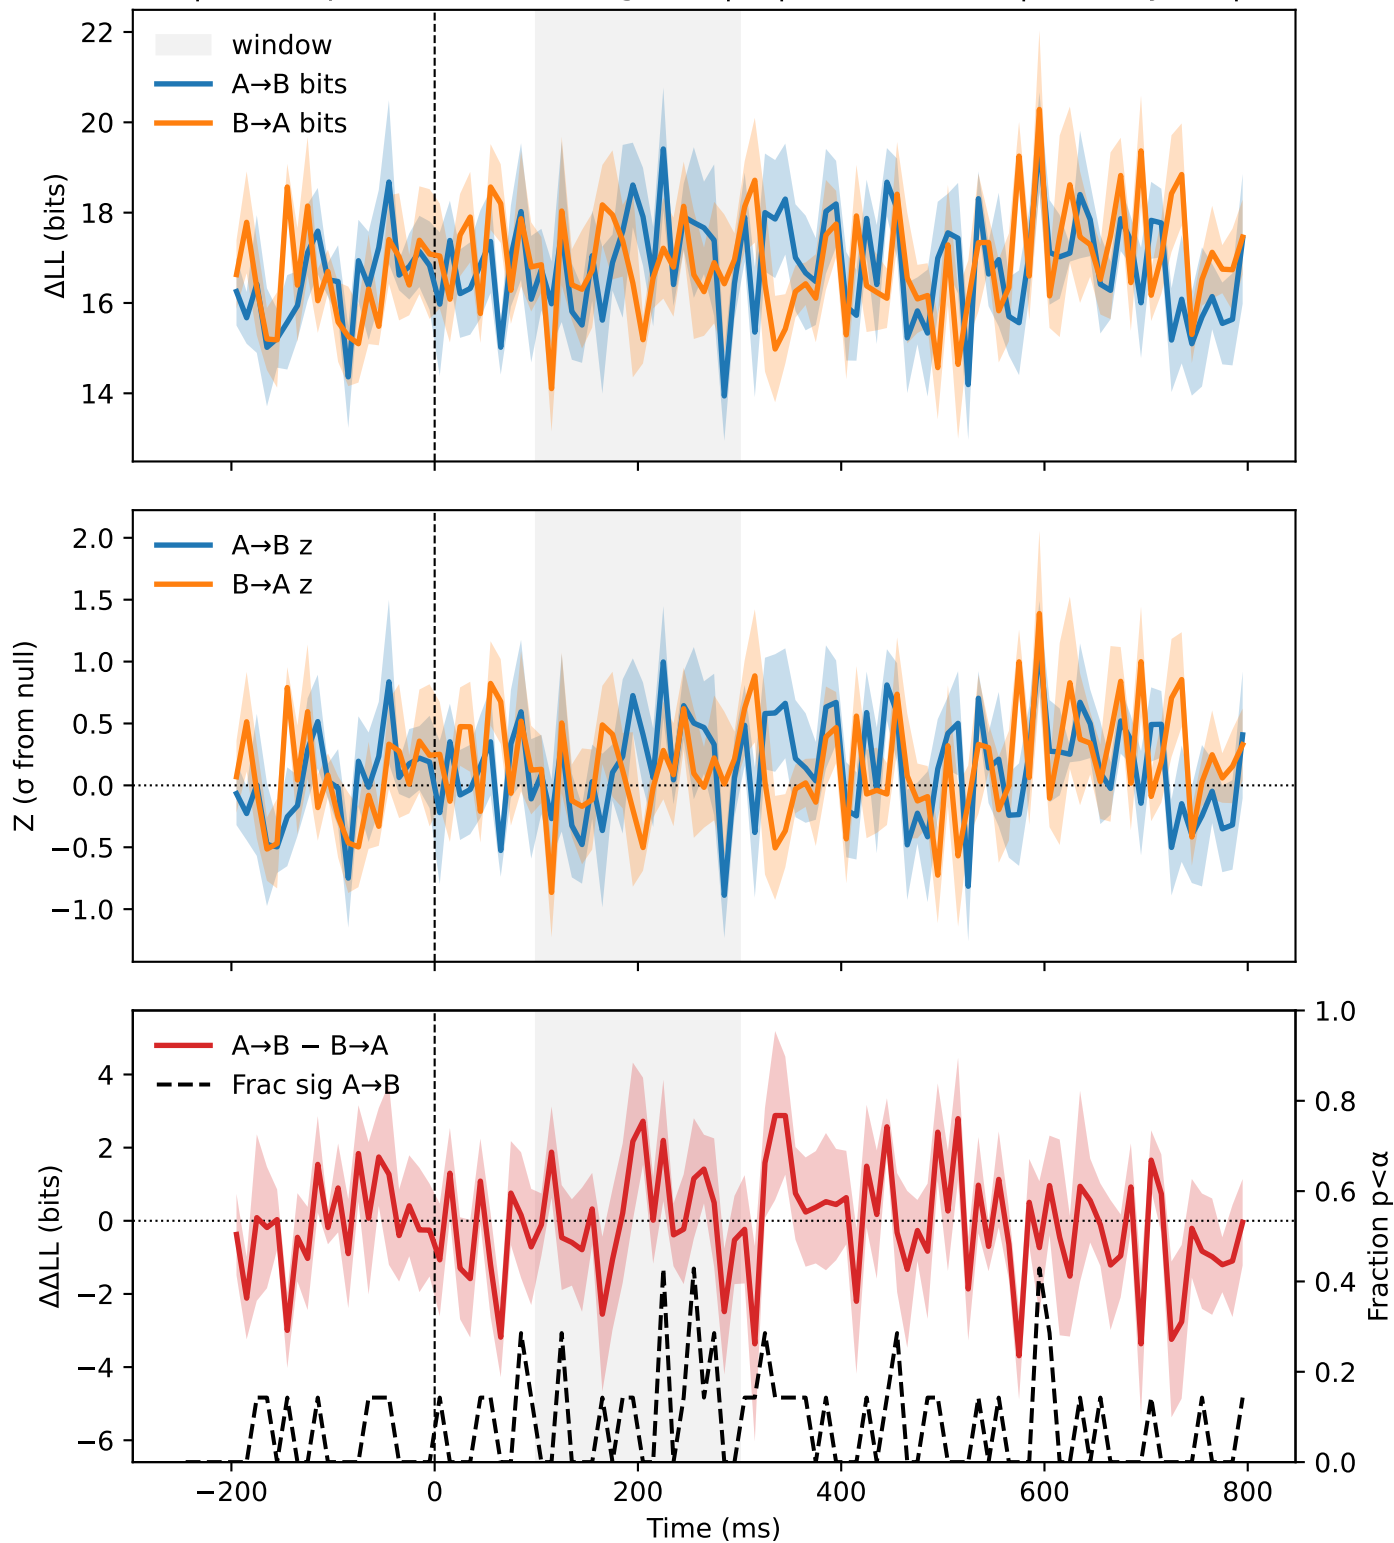 22
20
18
16
14
ΔLL (bits)
window
A→B bits
B→A bits
2.0
1.5
1.0
0.5
0.0
−0.5
−1.0
Z (σ from null)
A→B z
B→A z
4
2
0
−2
−4
−6
ΔΔLL (bits)
A→B − B→A
Frac sig A→B
1.0
0.8
0.6
0.4
0.2
0.0
Fraction p<α
−200 0 200 400 600 800
Time (ms)